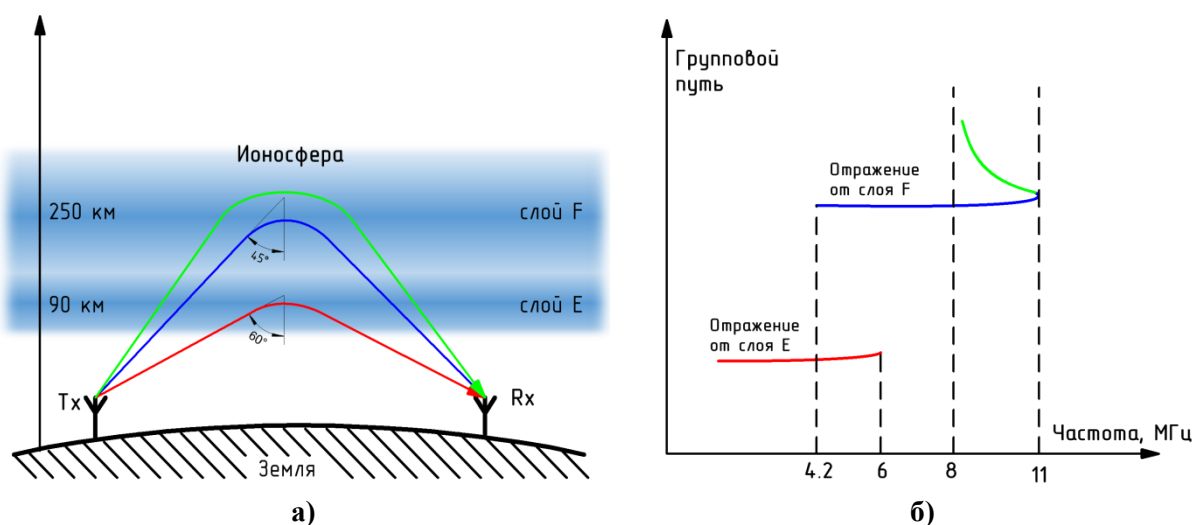 Ионосфера
250 км
слой F
45°
90 км
слой E
60°
Tx
Rx
Земля
а)
Групповой
путь
Отражение
от слоя F
Отражение
от слоя E
Частота, МГц
4.2
6
8
11
б)